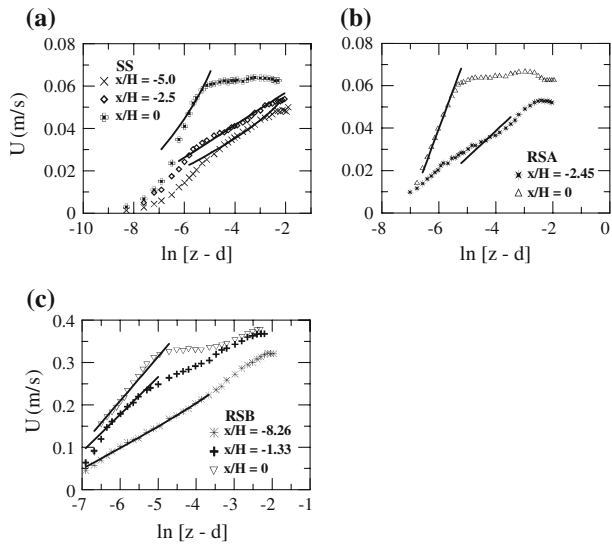 (a)
0.08
0.06
0.04
0.02
0
U (m/s)
SS
x/H = -5.0
x/H = -2.5
x/H = 0
-10 -8 -6 -4 -2 0
ln [z - d]
(b)
0.08
0.06
0.04
0.02
0
RSA
x/H = -2.45
x/H = 0
-8 -6 -4 -2 0
ln [z - d]
(c)
0.4
0.3
0.2
0.1
0
U (m/s)
RSB
x/H = -8.26
x/H = -1.33
x/H = 0
-7 -6 -5 -4 -3 -2 -1
ln [z - d]